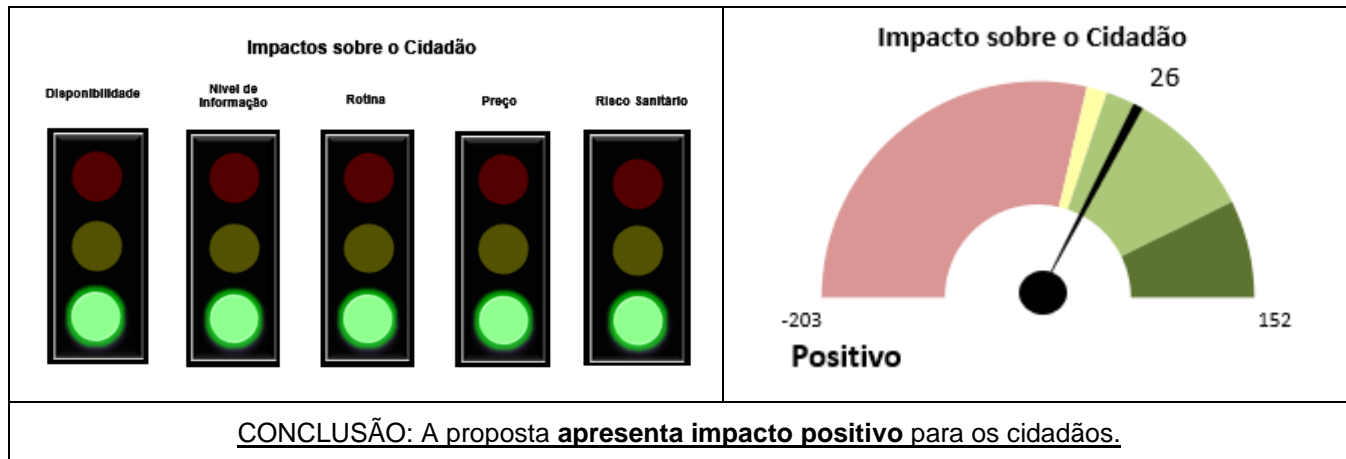 Impactos sobre o Cidadão
Disponibilidade
Nível de
Informação
Rotina
Preço
Risco Sanitário
Impacto sobre o Cidadão
26
-203
152
Positivo
CONCLUSÃO: A proposta apresenta impacto positivo para os cidadãos.